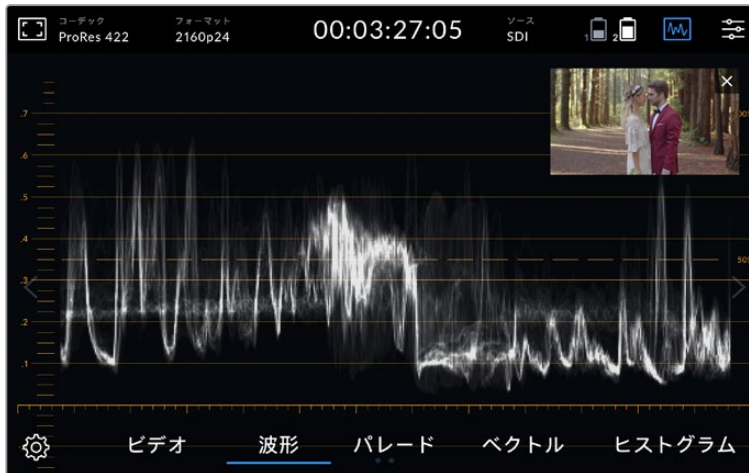 コーデック
ProRes 422
フォーマット
2160p24
00:03:27:05
ソース
SDI
1
2
.7
.6
.5
.4
.3
.2
.1
ビデオ
波形
パレード
ベクトル
ヒストグラム